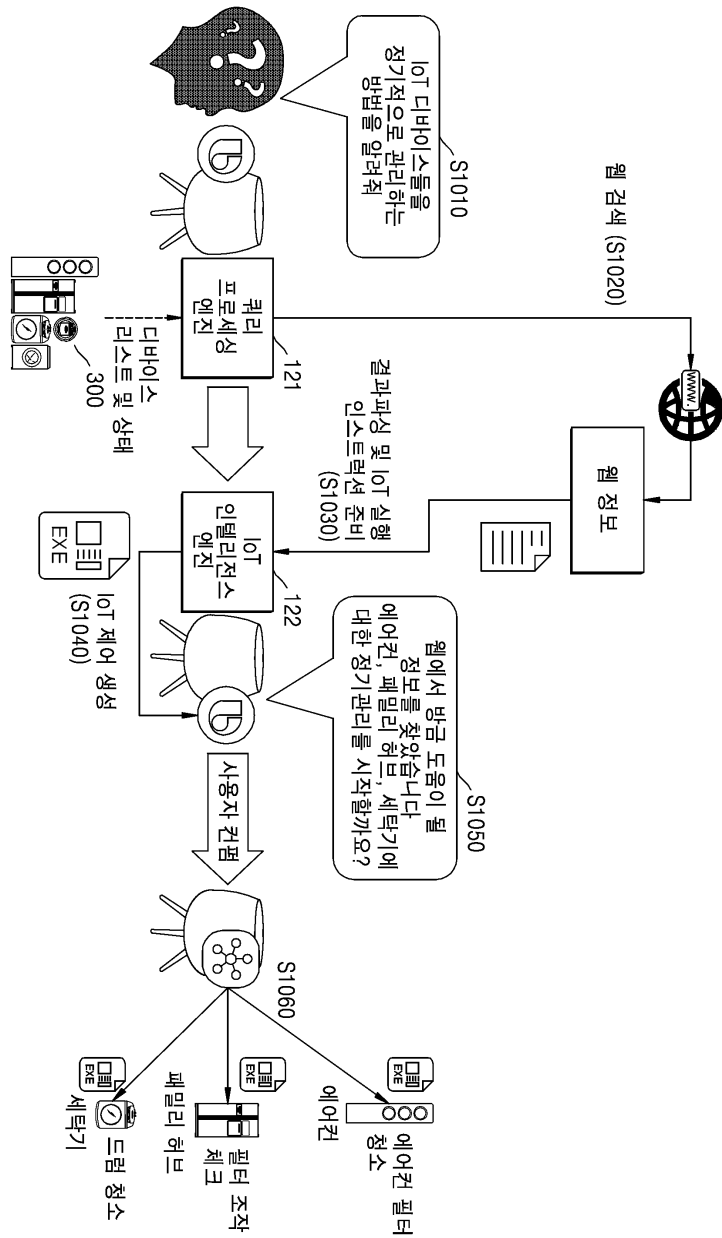 S1010
IoT 디바이스들을
정기적으로 관리하는
방법을 알려줘
웹 검색 (S1020)
www.
웹 정보
쿼리
프로세싱
엔진
121
디바이스
리스트 및 상태
300
결과파싱 및 IoT 실행
인스트럭션 준비
(S1030)
IoT
인텔리전스
엔진
122
EXE
IoT 제어 생성
(S1040)
S1050
웹에서 방금 도움이 될
정보를 찾았습니다
에어컨, 패밀리 허브, 세탁기에
대한 정기관리를 시작할까요?
사용자 컨펌
S1060
EXE
에어컨
에어컨 필터
청소
EXE
패밀리 허브
필터 조작
체크
EXE
세탁기
드럼 청소